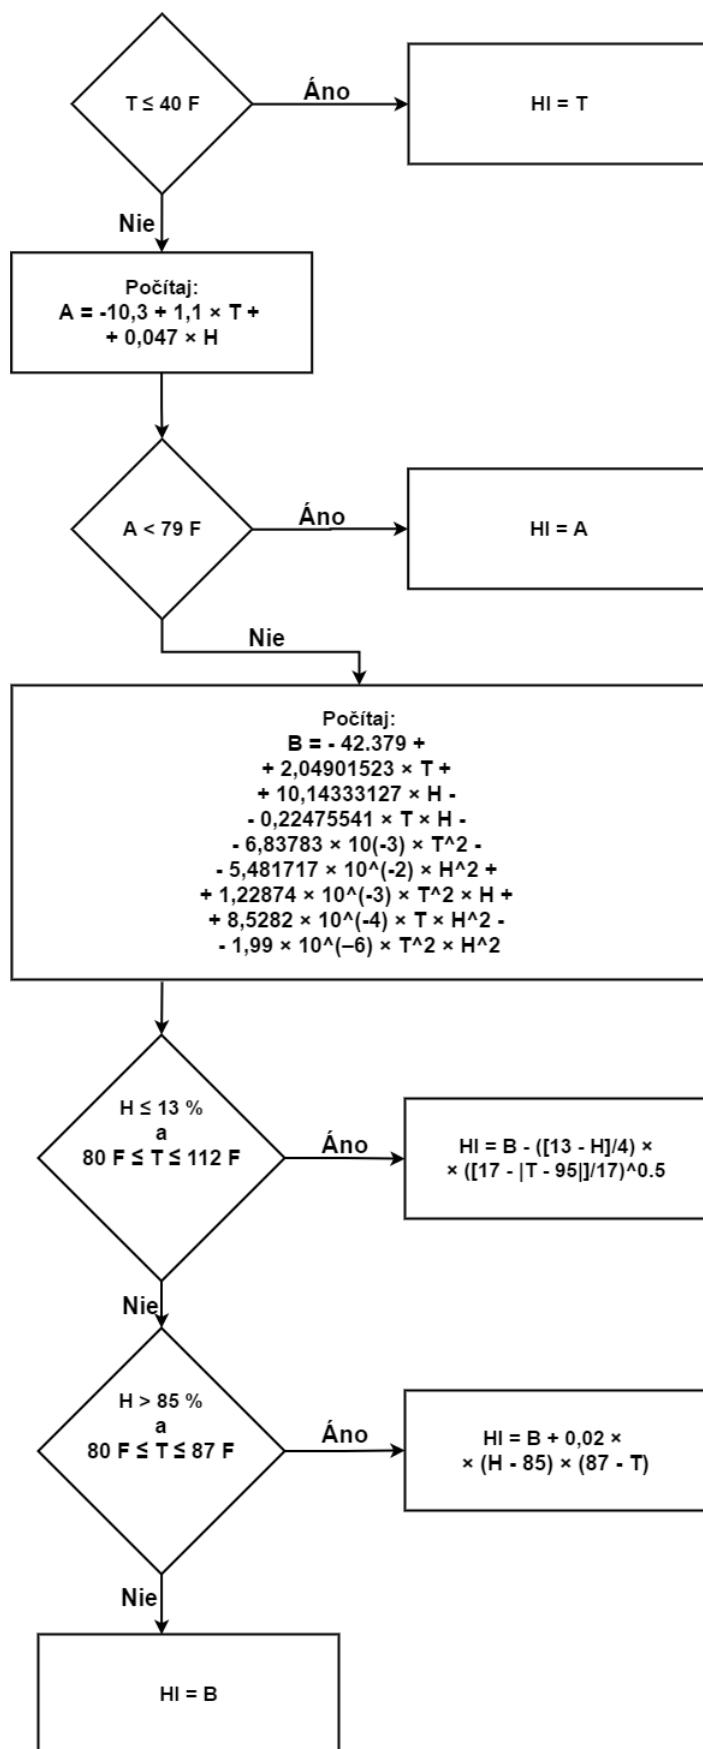 T ≤ 40 F
Áno
HI = T
Nie
Počítaj:
A = -10,3 + 1,1 × T +
+ 0,047 × H
A < 79 F
Áno
HI = A
Nie
Počítaj:
B = - 42.379 +
+ 2,04901523 × T +
+ 10,14333127 × H -
- 0,22475541 × T × H -
- 6,83783 × 10(-3) × T^2 -
- 5,481717 × 10^(-2) × H^2 +
+ 1,22874 × 10^(-3) × T^2 × H +
+ 8,5282 × 10^(-4) × T × H^2 -
- 1,99 × 10^(–6) × T^2 × H^2
H ≤ 13 %
a
80 F ≤ T ≤ 112 F
Áno
HI = B - ([13 - H]/4) ×
× ([17 - |T - 95|]/17)^0.5
Nie
H > 85 %
a
80 F ≤ T ≤ 87 F
Áno
HI = B + 0,02 ×
× (H - 85) × (87 - T)
Nie
HI = B